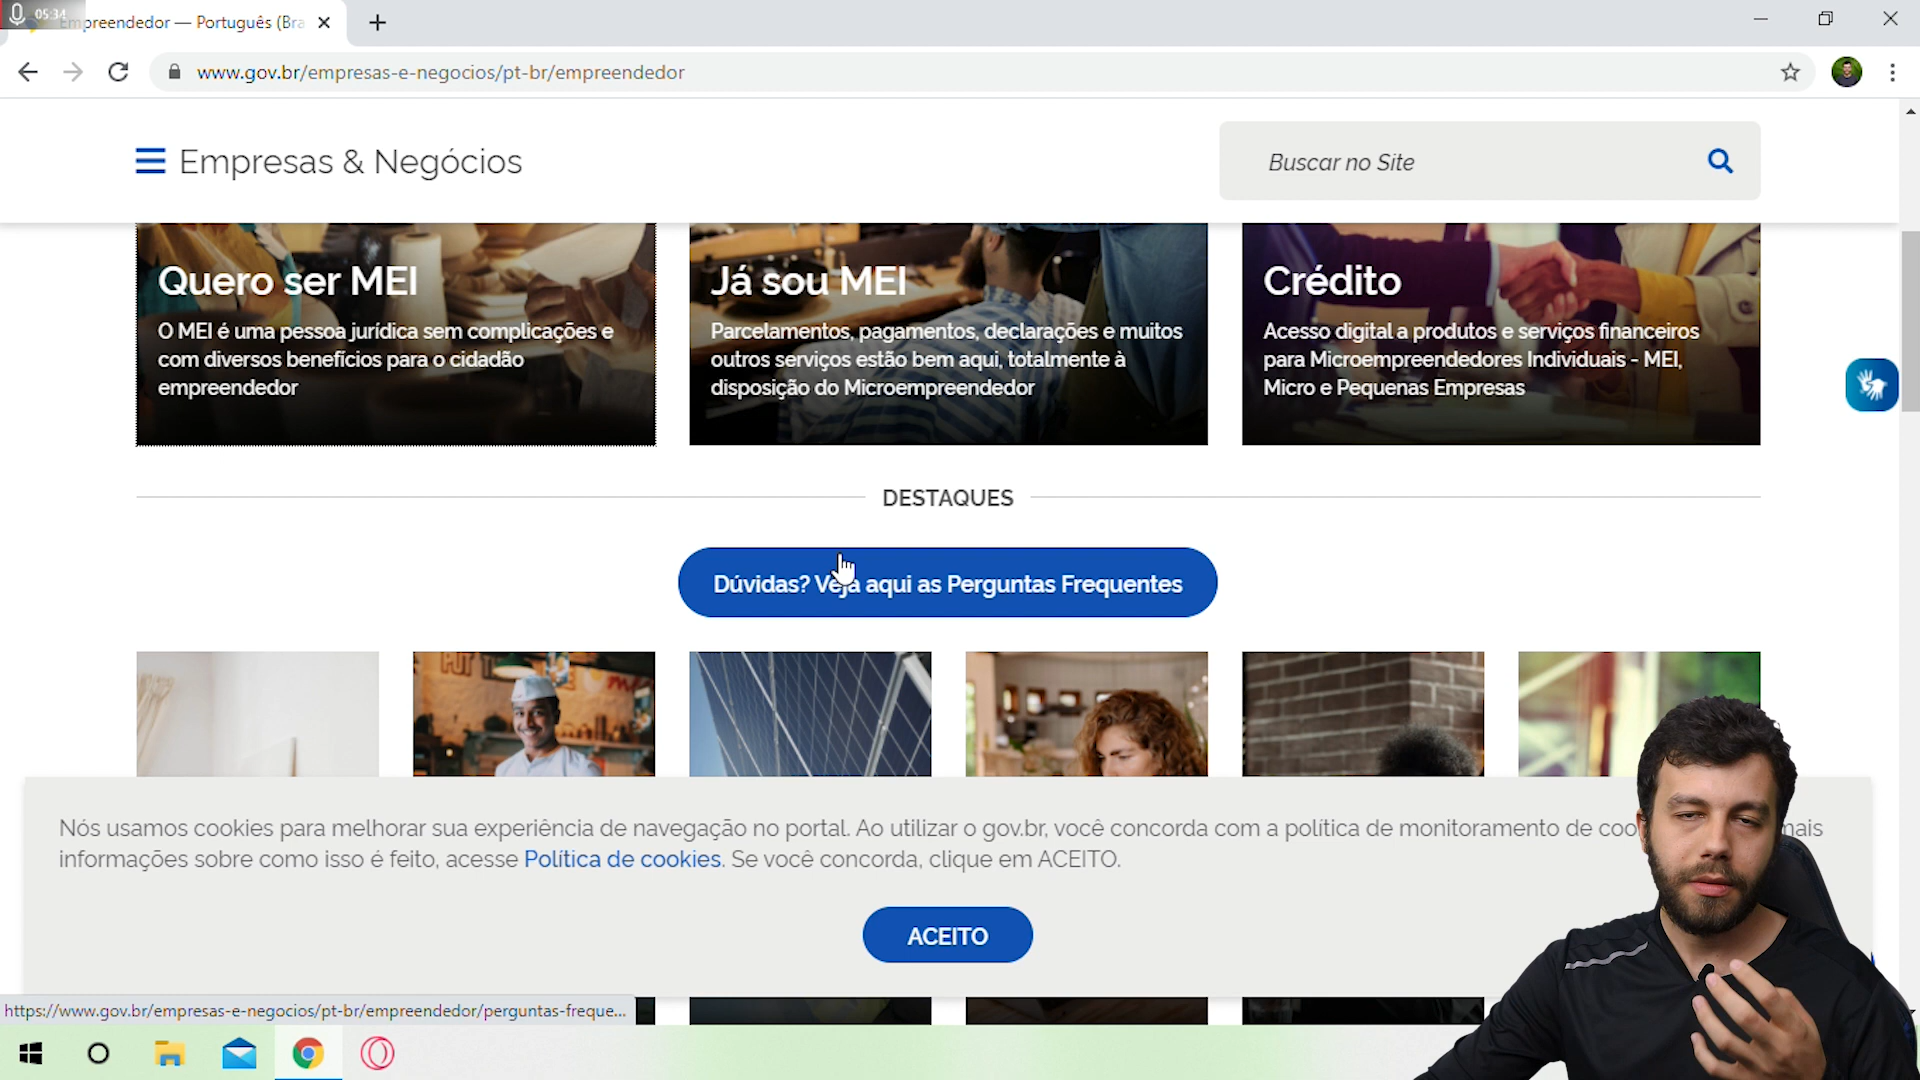 05:34
Empreendedor — Português (Bra
www.gov.br/empresas-e-negocios/pt-br/empreendedor
Empresas & Negócios
Buscar no Site
Quero ser MEI
O MEI é uma pessoa jurídica sem complicações e
com diversos benefícios para o cidadão
empreendedor
Já sou MEI
Parcelamentos, pagamentos, declarações e muitos
outros serviços estão bem aqui, totalmente à
disposição do Microempreendedor
Crédito
Acesso digital a produtos e serviços financeiros
para Microempreendedores Individuais - MEI,
Micro e Pequenas Empresas
DESTAQUES
Dúvidas? Veja aqui as Perguntas Frequentes
Nós usamos cookies para melhorar sua experiência de navegação no portal. Ao utilizar o gov.br, você concorda com a política de monitoramento de coo mais
informações sobre como isso é feito, acesse Política de cookies. Se você concorda, clique em ACEITO.
ACEITO
https://www.gov.br/empresas-e-negocios/pt-br/empreendedor/perguntas-freque...